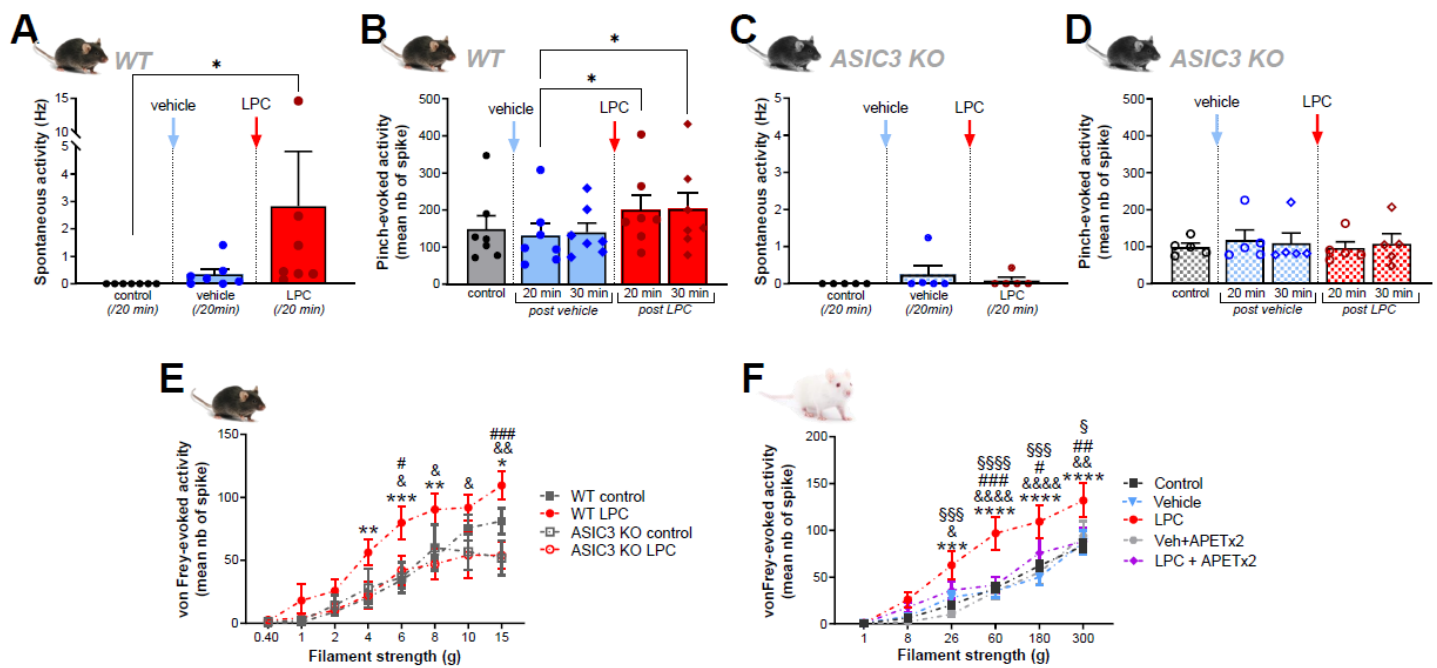 A
WT
*
vehicle
LPC
Spontaneous activity (Hz)
15
10
5
4
3
2
1
0
control
(/20 min)
vehicle
(/20min)
LPC
(/20 min)
B
WT
*
*
vehicle
LPC
Pinch-evoked activity
(mean nb of spike)
500
400
300
200
100
0
control
20 min
30 min
20 min
30 min
post vehicle
post LPC
C
ASIC3 KO
vehicle
LPC
Spontaneous activity (Hz)
5
4
3
2
1
0
control
(/20 min)
vehicle
(/20min)
LPC
(/20 min)
D
ASIC3 KO
vehicle
LPC
Pinch-evoked activity
(mean nb of spike)
500
400
300
200
100
0
control
20 min
30 min
20 min
30 min
post vehicle
post LPC
E
von Frey-evoked activity
(mean nb of spike)
150
100
50
0
**
#
&
***
&
**
&
###
&&
*
0.40
1
2
4
6
8
10
15
Filament strength (g)
WT control
WT LPC
ASIC3 KO control
ASIC3 KO LPC
F
vonFrey-evoked activity
(mean nb of spike)
200
150
100
50
0
§§§
&
***
§§§§
###
&&&&
****
§§§
#
&&&&
****
§
##
&&
****
1
8
26
60
180
300
Filament strength (g)
Control
Vehicle
LPC
Veh+APETx2
LPC + APETx2